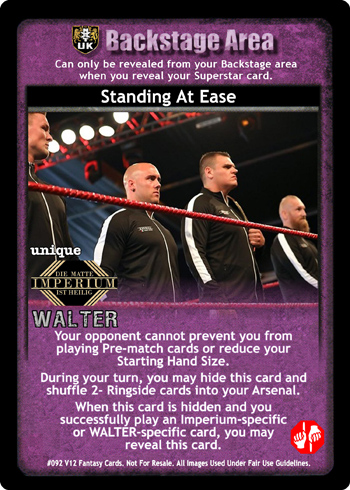 UK
Backstage Area
Can only be revealed from your Backstage area
when you reveal your Superstar card.
Standing At Ease
unique
DIE MATTE
IMPERIUM
IST HEILIG
WALTER
Your opponent cannot prevent you from
playing Pre-match cards or reduce your
Starting Hand Size.
During your turn, you may hide this card and
shuffle 2- Ringside cards into your Arsenal.
When this card is hidden and you
successfully play an Imperium-specific
or WALTER-specific card, you may
reveal this card.
#092 V12 Fantasy Cards. Not For Resale. All Images Used Under Fair Use Guidelines.